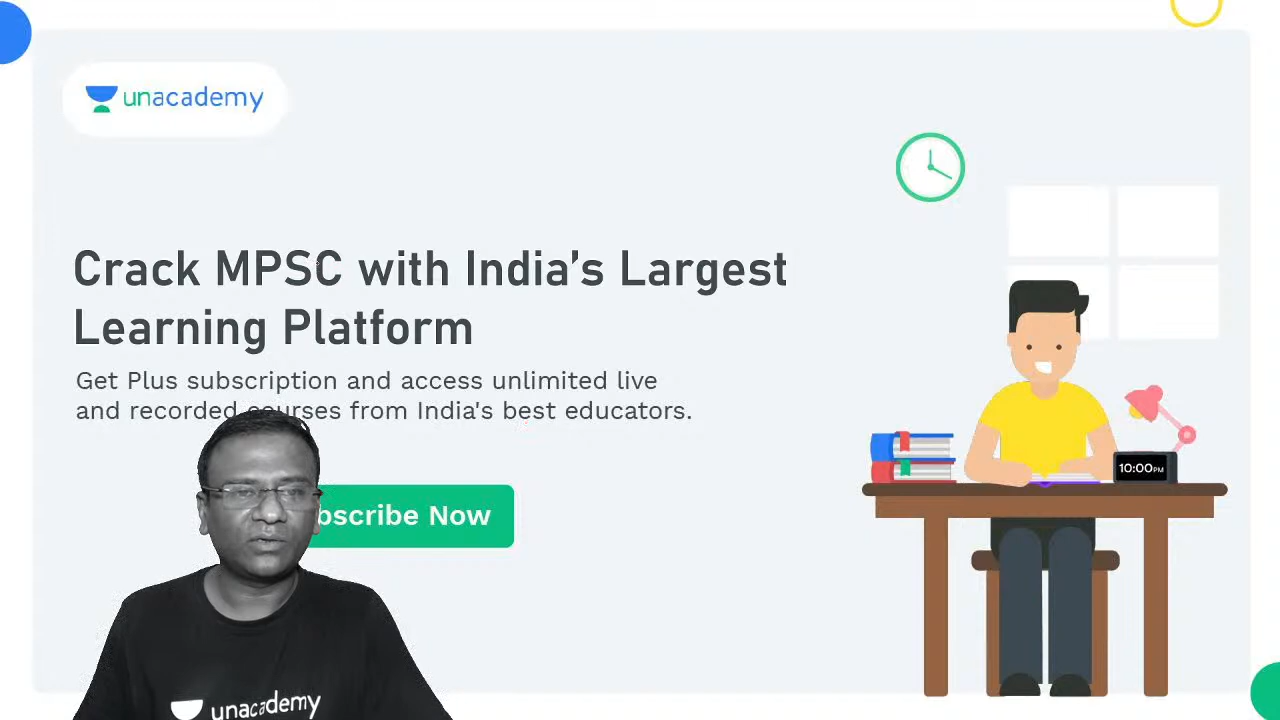 unacademy
Crack MPSC with India's Largest
Learning Platform
Get Plus subscription and access unlimited live
and recorded courses from India's best educators.
bscribe Now
10:00PM
unacademy